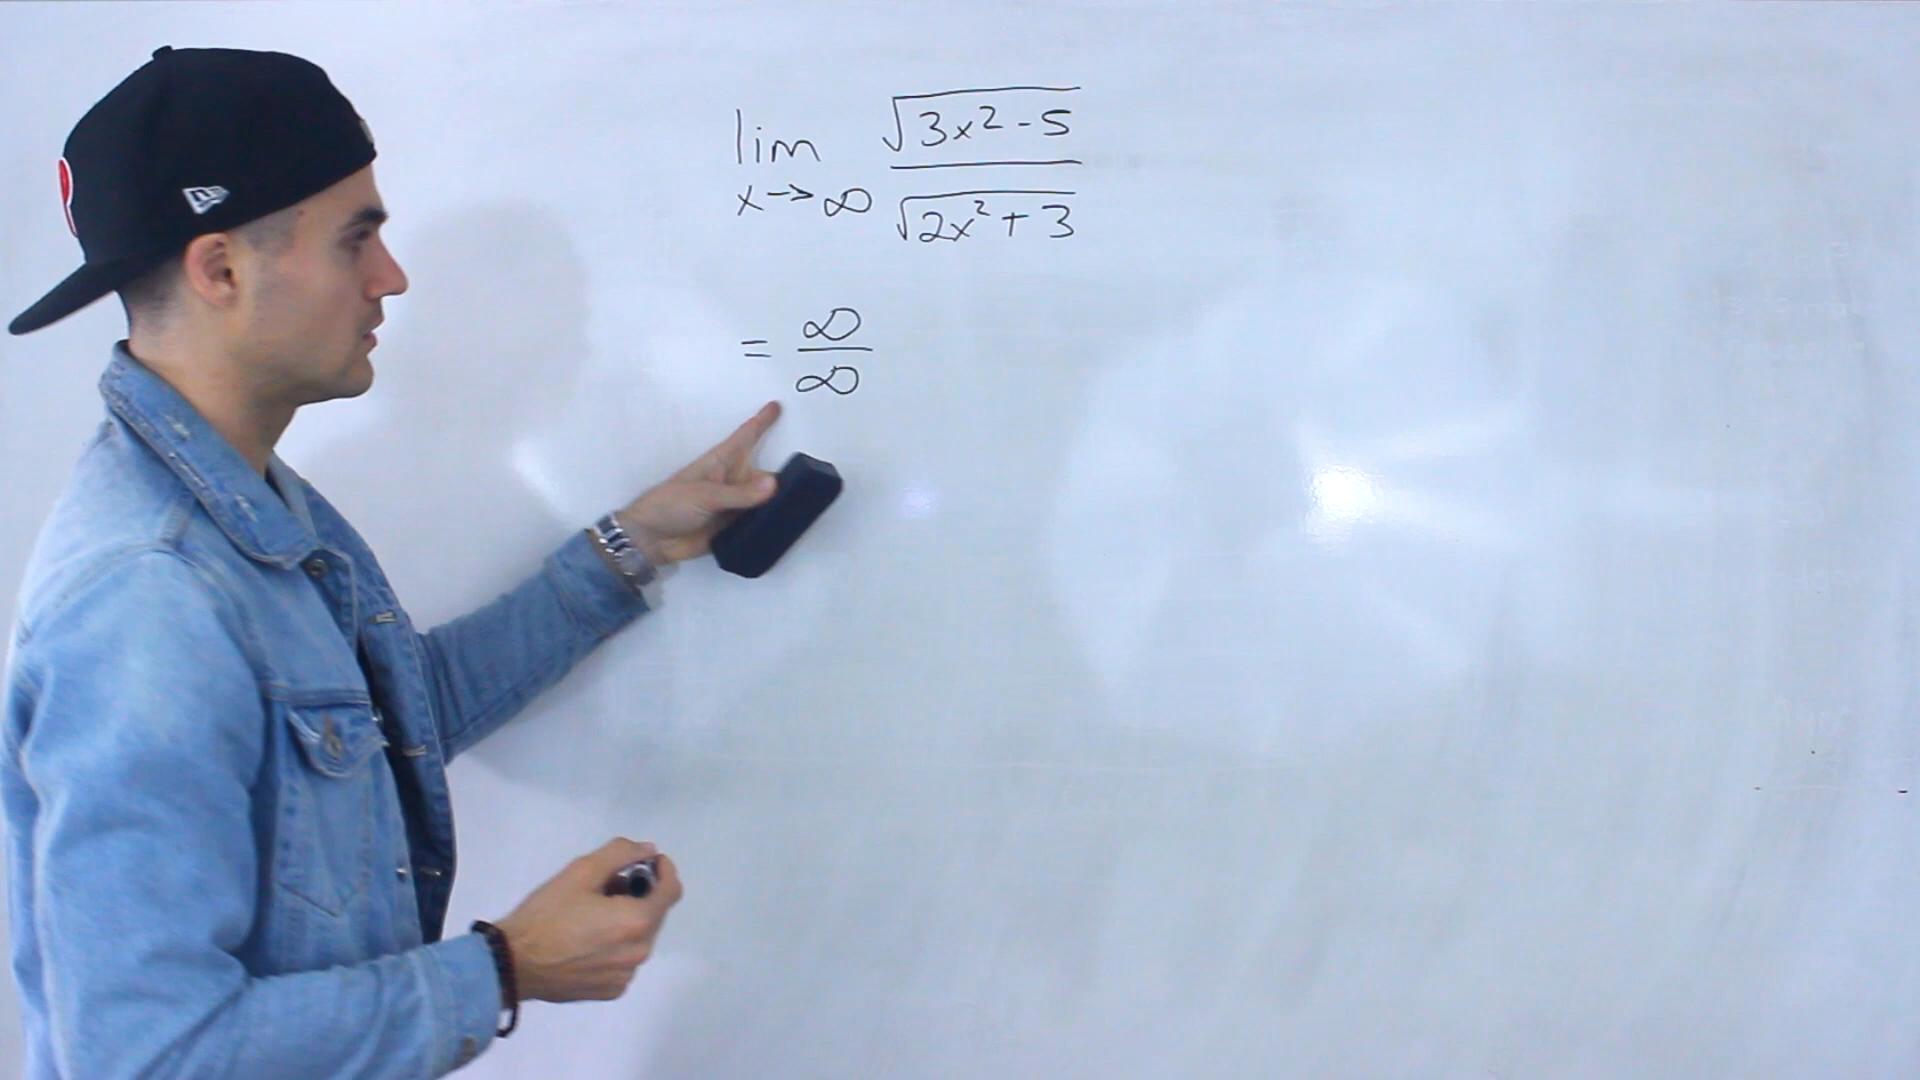 lim x→∞ √(3x² - 5) / √(2x² + 3)
= ∞/∞